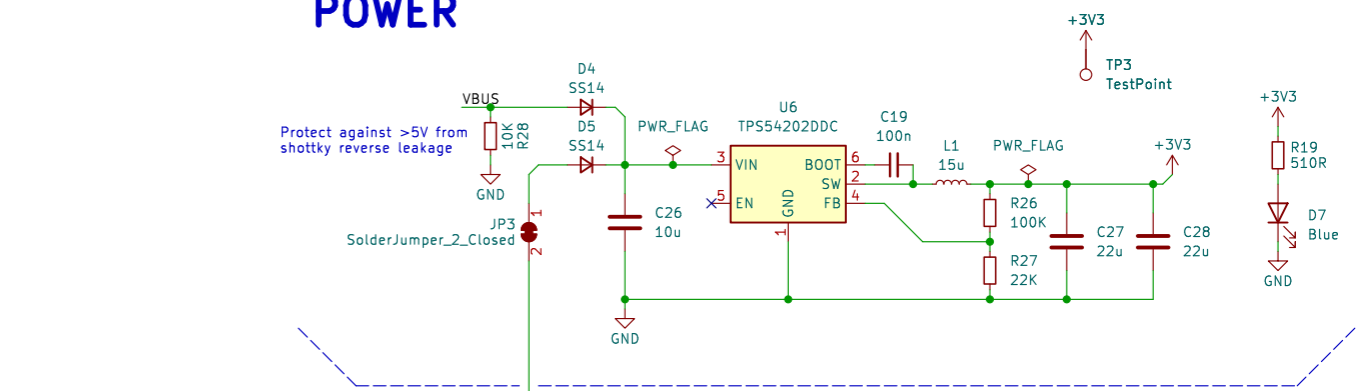 POWER
+3V3
TP3
TestPoint
D4
SS14
VBUS
10K
R28
GND
Protect against >5V from
shottky reverse leakage
D5
SS14
PWR_FLAG
U6
TPS54202DDC
3
VIN
5
EN
GND
1
BOOT
6
SW
2
FB
4
C19
100n
L1
15u
PWR_FLAG
+3V3
R26
100K
R27
22K
C27
22u
C28
22u
C26
10u
JP3
SolderJumper_2_Closed
1
2
GND
+3V3
R19
510R
D7
Blue
GND